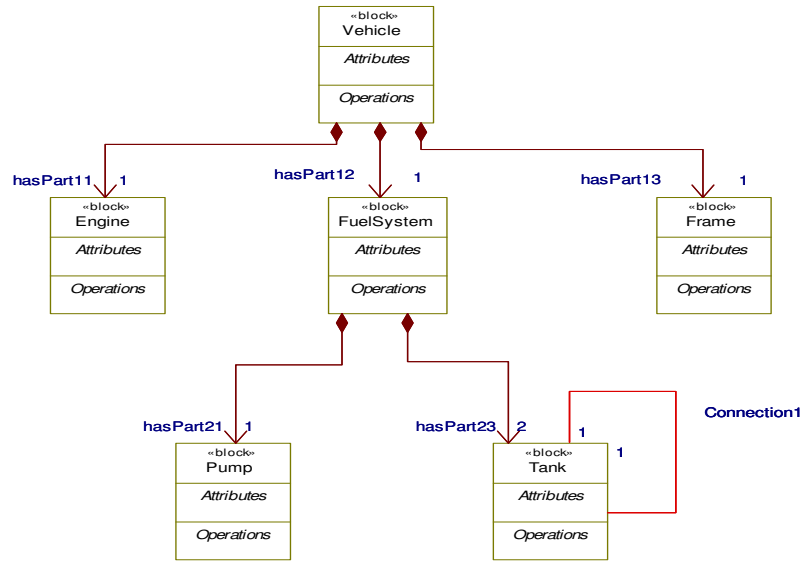 «block»
Vehicle
Attributes
Operations
hasPart11 1
hasPart12 1
hasPart13 1
«block»
Engine
Attributes
Operations
«block»
FuelSystem
Attributes
Operations
«block»
Frame
Attributes
Operations
hasPart21 1
hasPart23 2
Connection1
1
1
«block»
Pump
Attributes
Operations
«block»
Tank
Attributes
Operations